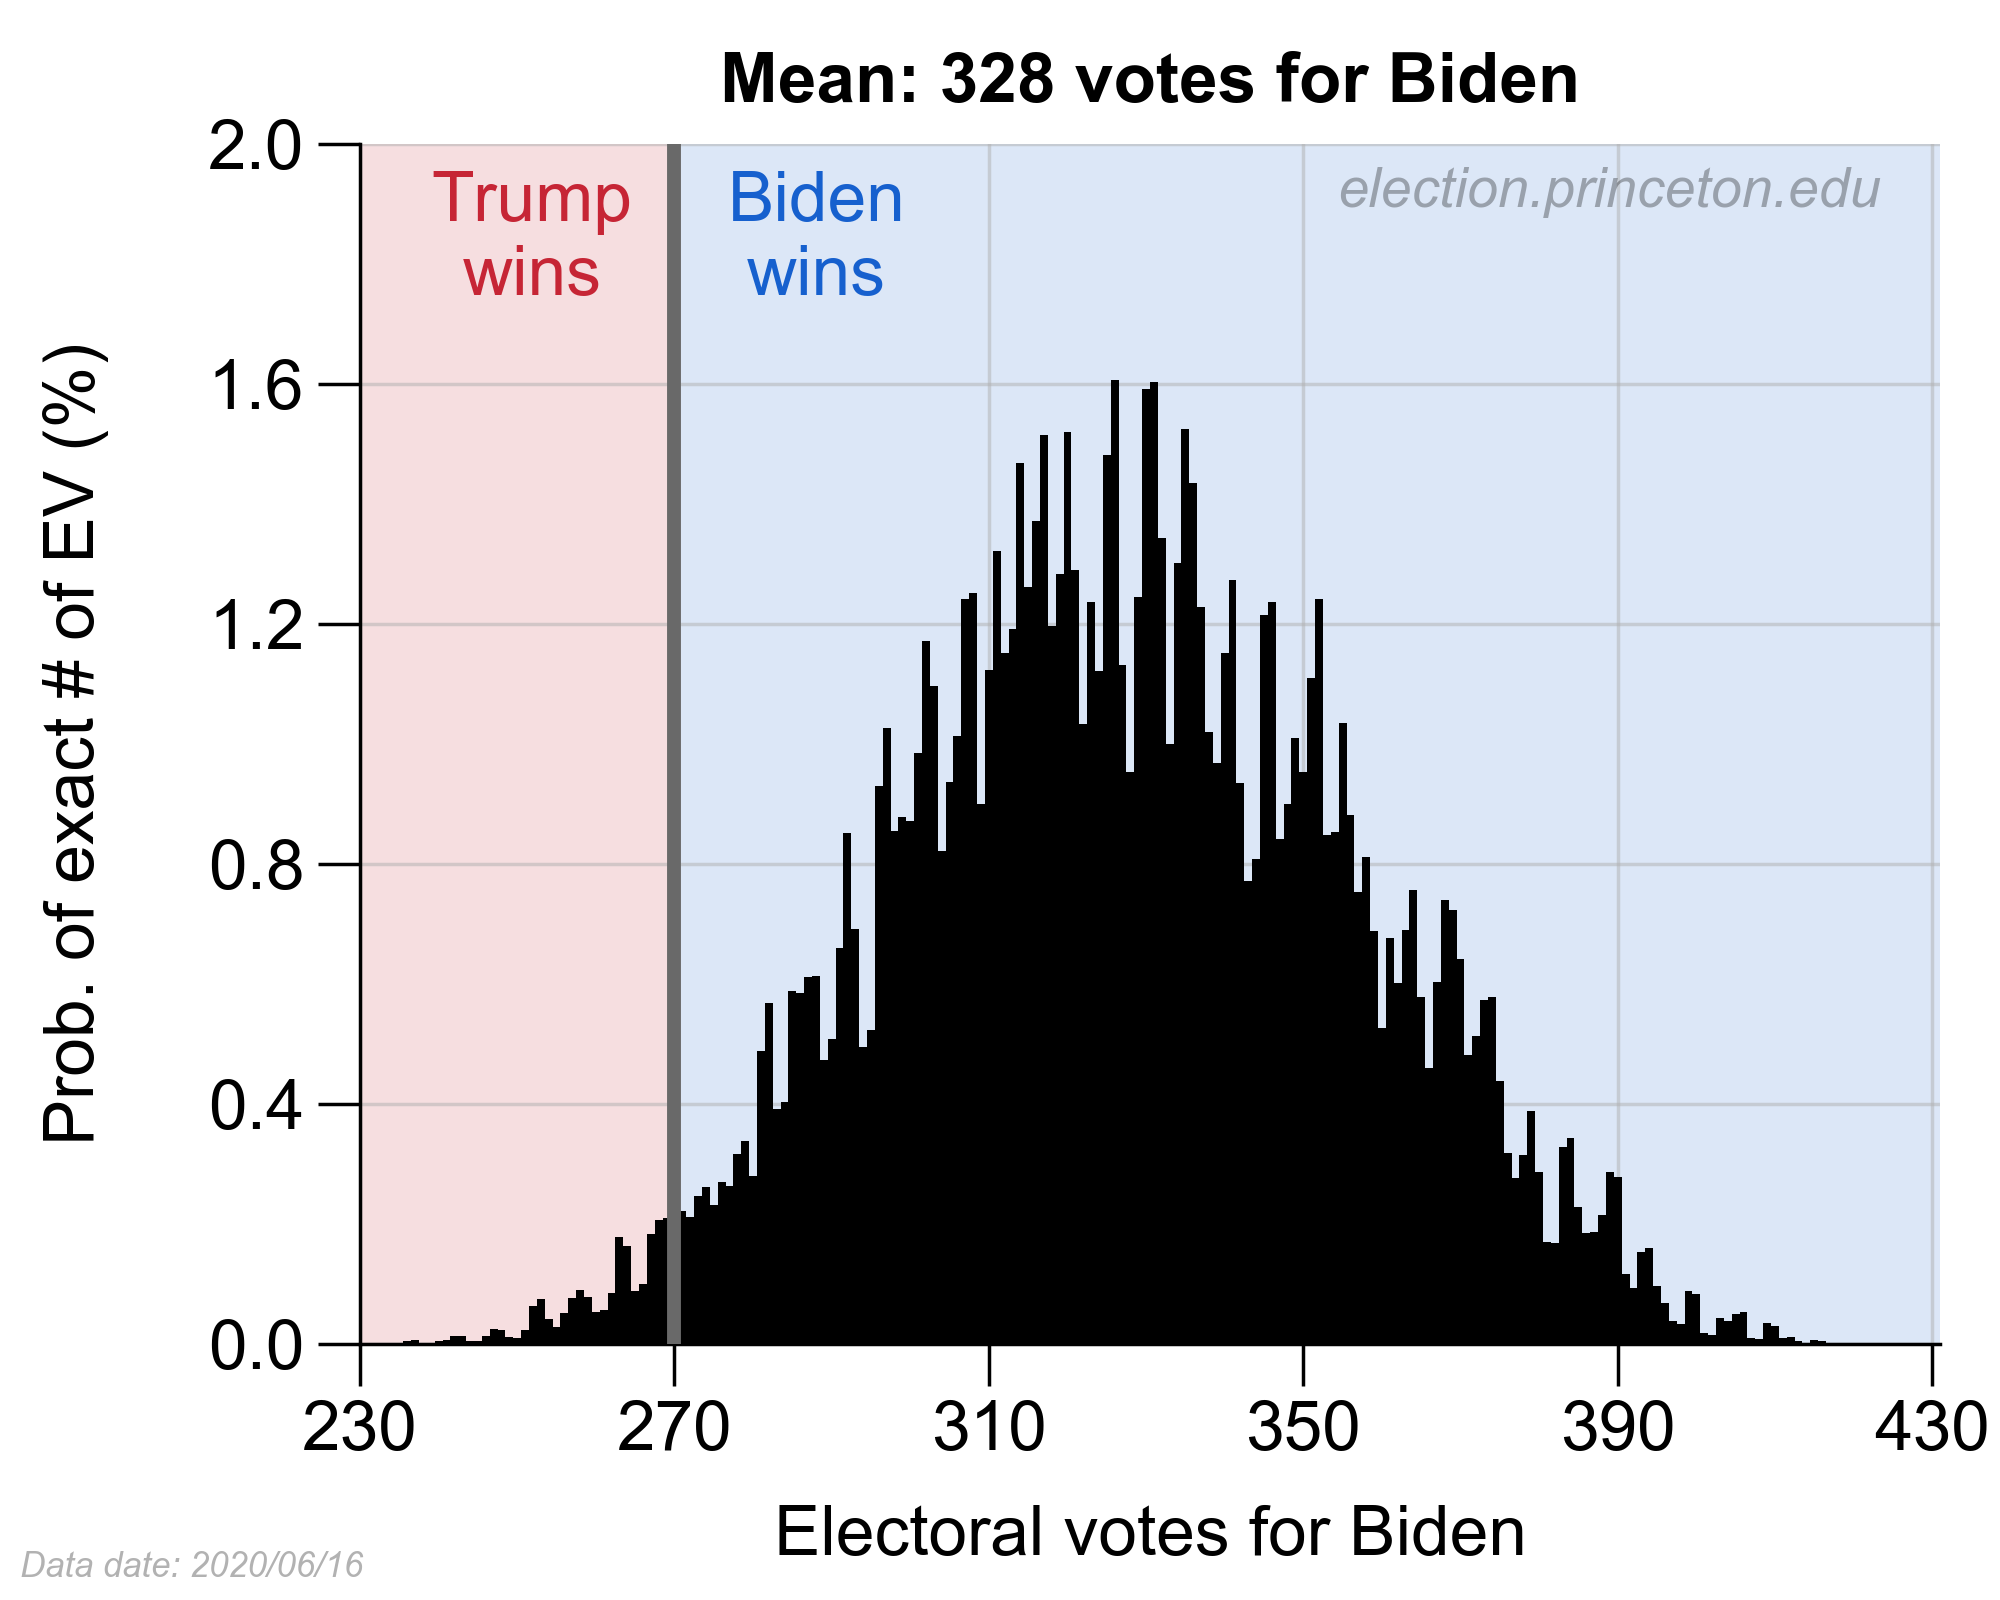 Mean: 328 votes for Biden
2.0
Trump
wins
Biden
wins
election.princeton.edu
1.6
1.2
0.8
0.4
0.0
Prob. of exact # of EV (%)
230 270 310 350 390 430
Electoral votes for Biden
Data date: 2020/06/16